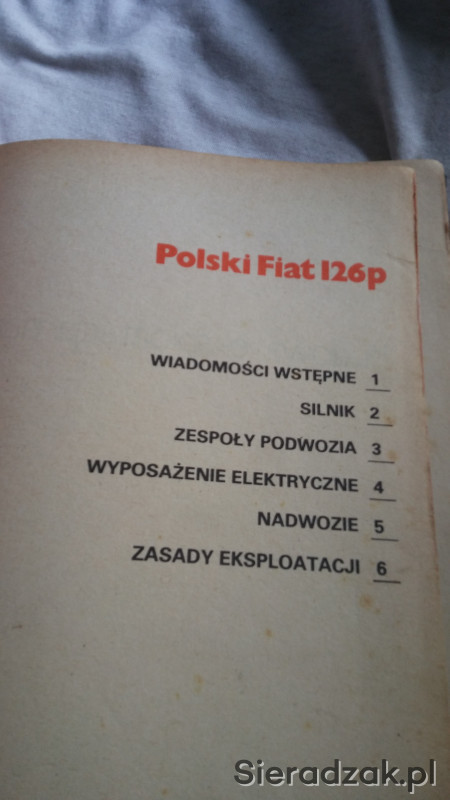 Polski Fiat 126p
WIADOMOŚCI WSTĘPNE 1
SILNIK 2
ZESPOŁY PODWOZIA 3
WYPOSAŻENIE ELEKTRYCZNE 4
NADWOZIE 5
ZASADY EKSPLOATACJI 6
Sieradzak.pl